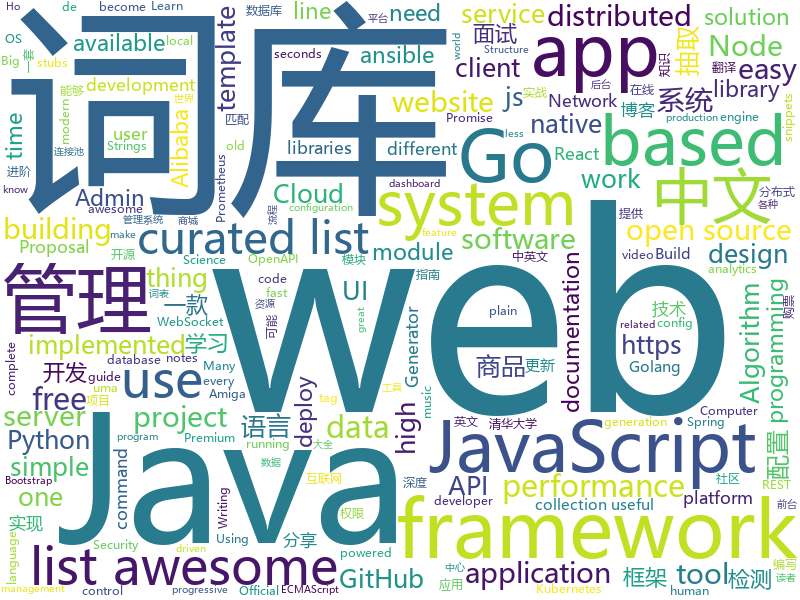 Ho
de
become
Learn
数据库
平台
local
OS
Big
一套
stubs
能够
modern
世界
line
need
service
distributed
available
ansible
solution
面试
client
抽取
Node
知识
翻译
world
Structure
后台
easy
template
development
website
js
系统
library
在线
实战
snippets
time
user
Strings
Alibaba
匹配
Network
native
博客
Promise
production
engine
进阶
连接池
know
old
libraries
different
React
less
dashboard
词库
app
Go
based
Prometheus
Admin
awesome
管理系统
商城
流程
Cloud
work
分布式
各种
system
中文
building
Proposal
make
curated list
configuration
feature
software
提供
open source
开源
Science
OpenAPI
模块
module
指南
中英文
video
Build
design
analytics
管理
thing
code
fast
UI
great
documentation
技术
config
一款
WebSocket
词表
资源
可能
plain
related
购票
complete
implemented
学习
database
notes
Many
guide
every
Amiga
uma
项目
Generator
商品
更新
https
Golang
Algorithm
programming
开发
use
music
free
deploy
工具
JavaScript
server
project
Premium
tag
high
data
语言
英文
清华大学
generation
Computer
Spring
配置
Python
running
大全
program
Bootstrap
API
performance
simple
command
互联网
数据
深度
developer
REST
前台
one
Writing
权限
社区
collection
useful
platform
language
实现
Using
分享
framework
Security
driven
powered
中心
Kubernetes
编写
读者
management
control
progressive
Official
ECMAScript
应用
human
list awesome
GitHub
application
框架
tool
检测
web
Java
seconds